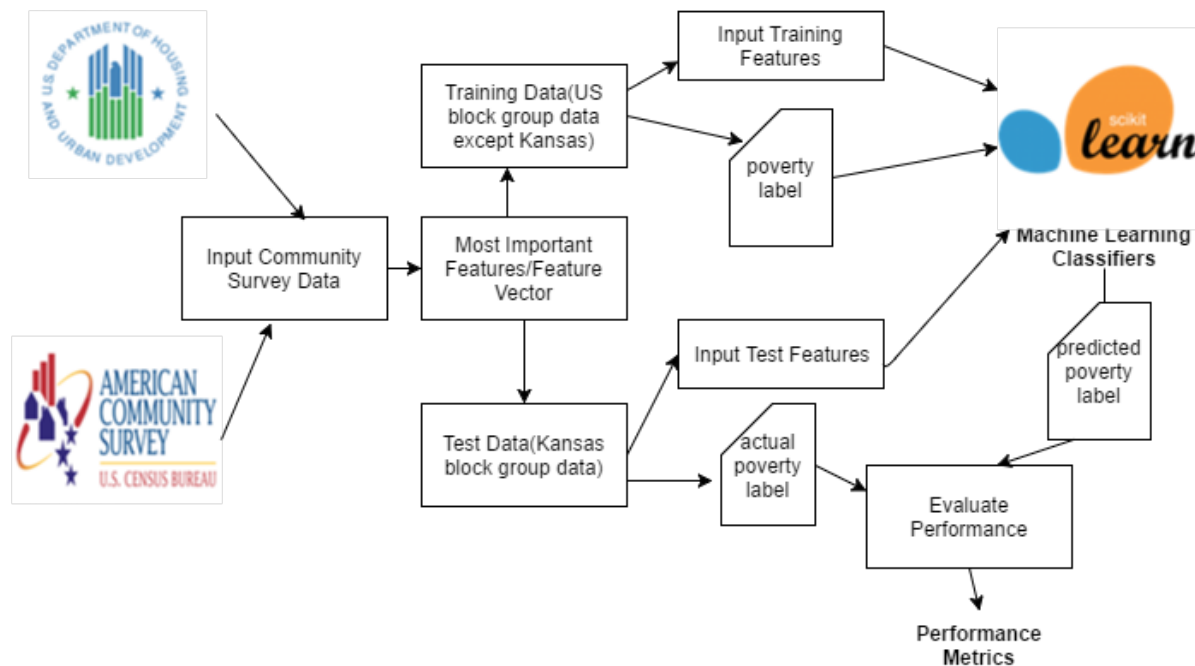 U.S. DEPARTMENT OF HOUSING
AND URBAN DEVELOPMENT
AMERICAN
COMMUNITY
SURVEY
U.S. CENSUS BUREAU
Input Community
Survey Data
Most Important
Features/Feature
Vector
Training Data(US
block group data
except Kansas)
Input Training
Features
poverty
label
scikit
learn
Machine Learning
Classifiers
Test Data(Kansas
block group data)
Input Test Features
actual
poverty
label
predicted
poverty
label
Evaluate
Performance
Performance
Metrics